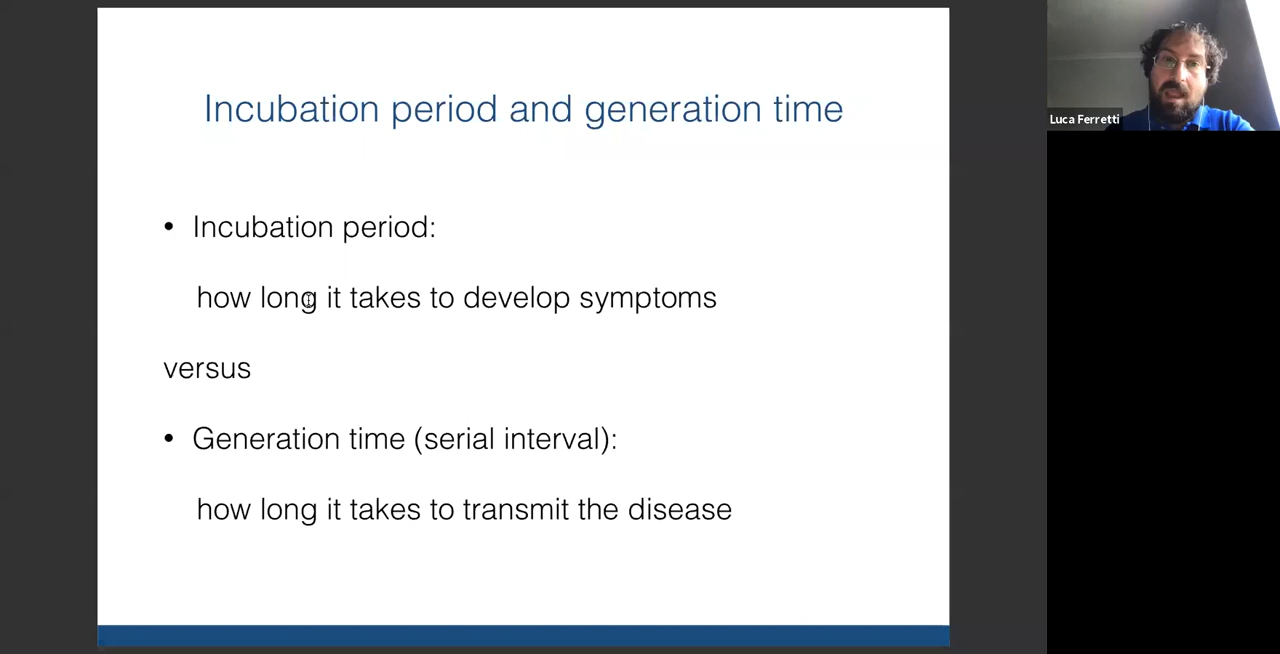 Incubation period and generation time
• Incubation period:
how long it takes to develop symptoms
versus
• Generation time (serial interval):
how long it takes to transmit the disease
Luca Ferretti